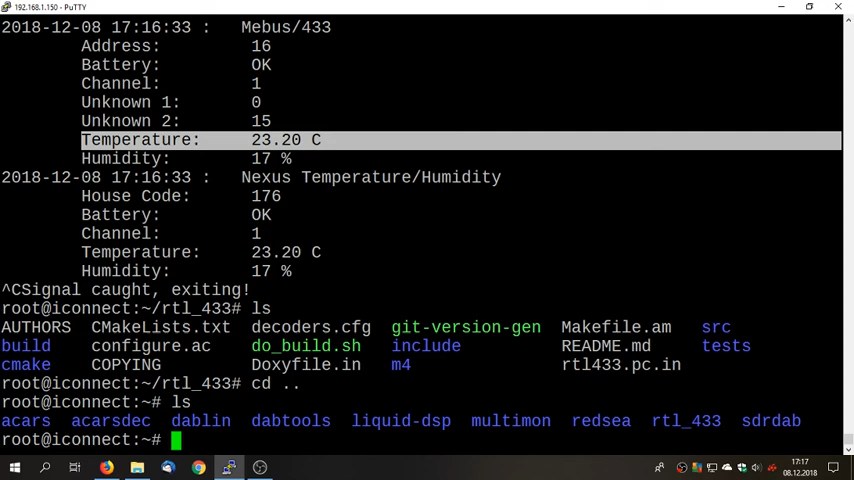 192.168.1.150 - PuTTY
2018-12-08 17:16:33 :   Mebus/433
Address:         16
Battery:         OK
Channel:         1
Unknown 1:       0
Unknown 2:       15
Temperature:     23.20 C
Humidity:        17 %
2018-12-08 17:16:33 :   Nexus Temperature/Humidity
House Code:      176
Battery:         OK
Channel:         1
Temperature:     23.20 C
Humidity:        17 %
^CSignal caught, exiting!
root@iconnect:~/rtl_433# ls
AUTHORS  CMakeLists.txt  decoders.cfg  git-version-gen  Makefile.am  src
build    configure.ac    do_build.sh   include          README.md    tests
cmake    COPYING         Doxyfile.in   m4               rtl433.pc.in
root@iconnect:~/rtl_433# cd ..
root@iconnect:~# ls
acars  acarsdec  dablin  dabtools  liquid-dsp  multimon  redsea  rtl_433  sdrdab
root@iconnect:~#
17:17
08.12.2018